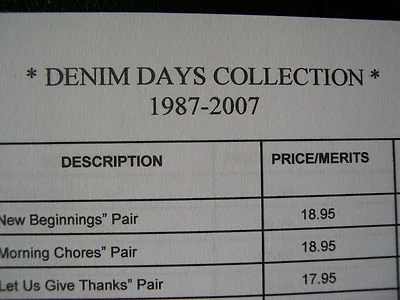 * DENIM DAYS COLLECTION *
1987-2007
DESCRIPTION PRICE/MERITS
New Beginnings" Pair 18.95
Morning Chores" Pair 18.95
Let Us Give Thanks" Pair 17.95